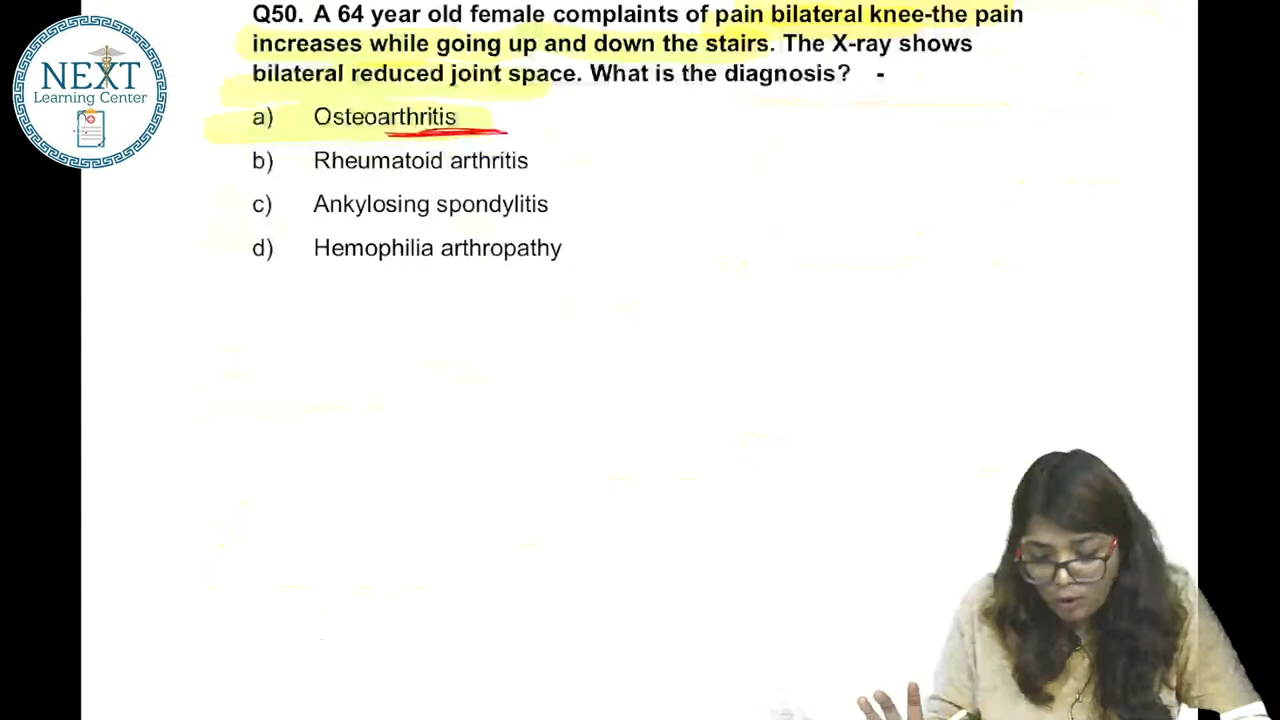 NEXT
Learning Center
Q50. A 64 year old female complaints of pain bilateral knee-the pain
increases while going up and down the stairs. The X-ray shows
bilateral reduced joint space. What is the diagnosis? -
a) Osteoarthritis
b) Rheumatoid arthritis
c) Ankylosing spondylitis
d) Hemophilia arthropathy